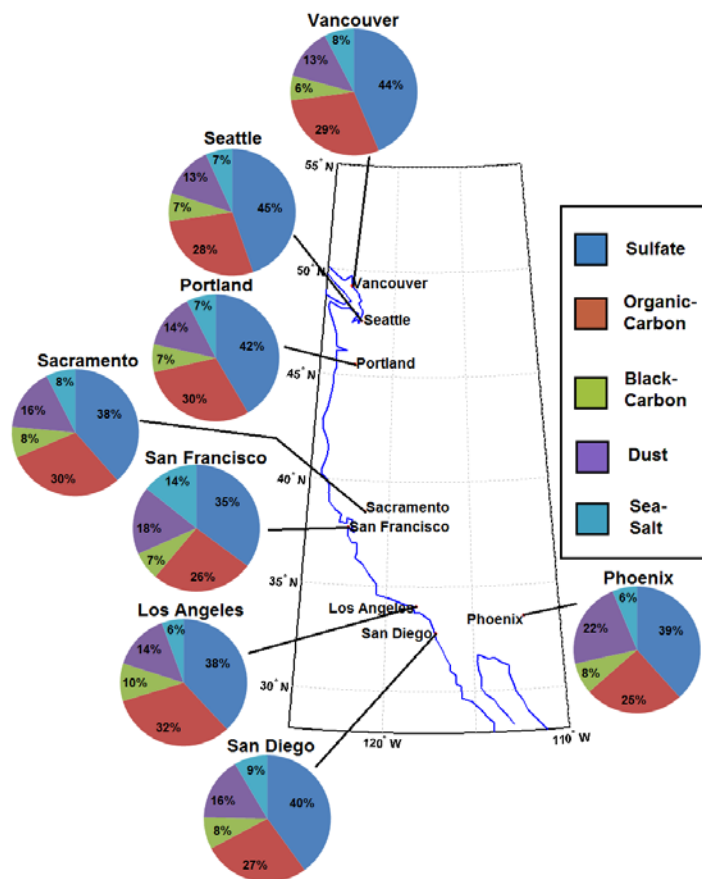 Vancouver
8%
13%
44%
6%
29%
Seattle
7%
13%
45%
7%
28%
55°N
50°N
Vancouver
Seattle
Portland
7%
14%
42%
7%
30%
Portland
45°N
Sacramento
8%
16%
38%
8%
30%
40°N
San Francisco
14%
35%
18%
7%
26%
Sacramento
San Francisco
35°N
Los Angeles
6%
14%
38%
10%
32%
Los Angeles
San Diego
Phoenix
30°N
120°W
110°W
San Diego
9%
16%
40%
8%
27%
Sulfate
Organic-
Carbon
Black-
Carbon
Dust
Sea-
Salt
Phoenix
6%
22%
39%
8%
25%